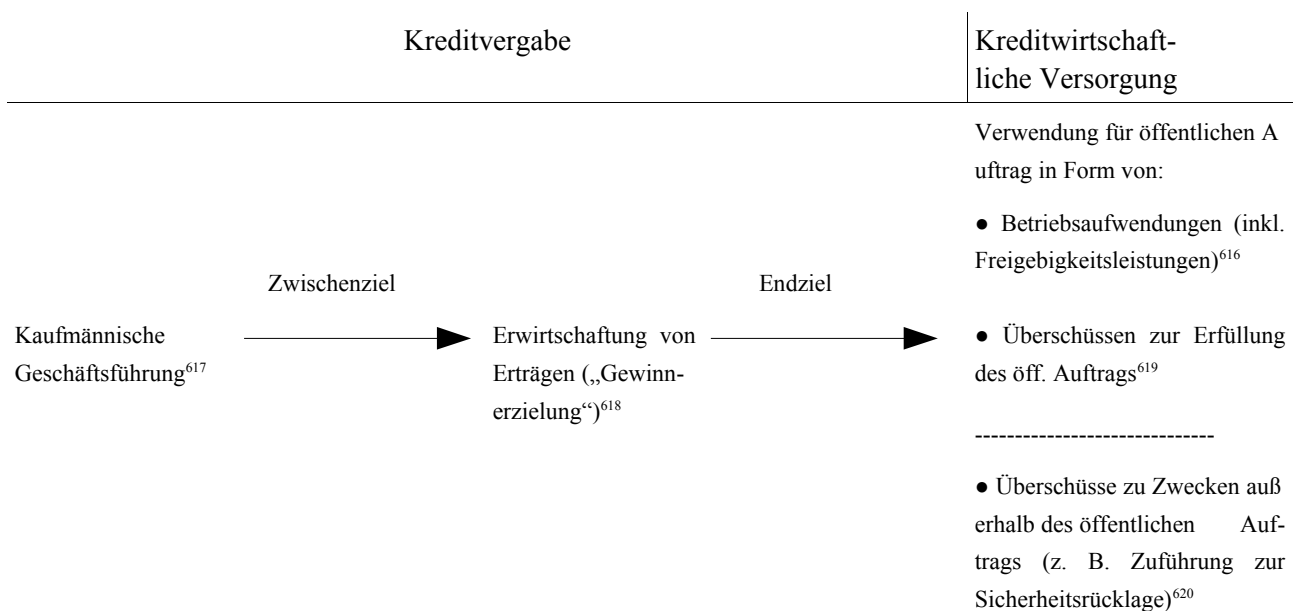 Kreditvergabe
Kreditwirtschaft-
liche Versorgung
Kaufmännische
Geschäftsführung617
Zwischenziel
Erwirtschaftung von
Erträgen („Gewinn-
erzielung“)618
Endziel
Verwendung für öffentlichen A
uftrag in Form von:
● Betriebsaufwendungen (inkl.
Freigebigkeitsleistungen)616
● Überschüssen zur Erfüllung
des öff. Auftrags619
------------------------------
● Überschüsse zu Zwecken auß
erhalb des öffentlichen Auf-
trags (z. B. Zuführung zur
Sicherheitsrücklage)620